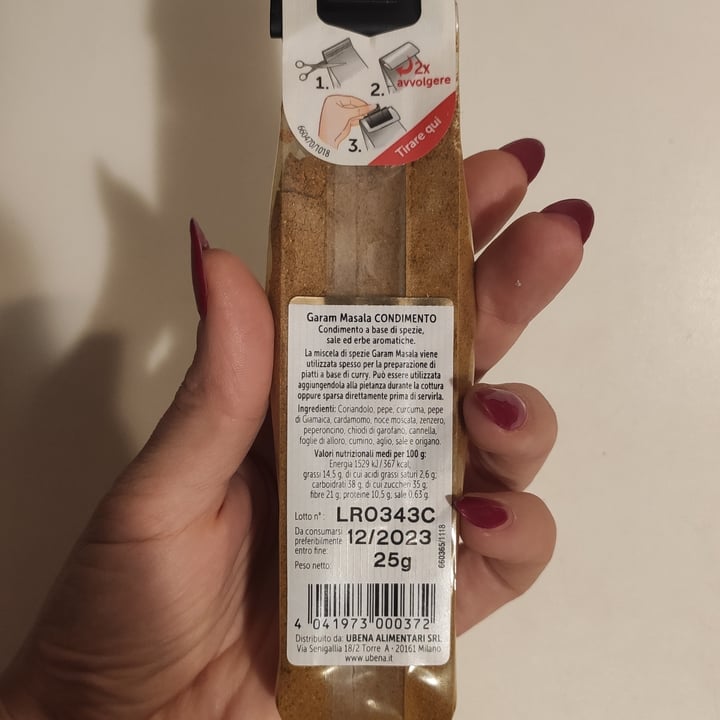 1.
2.
2x
avvolgere
3.
660470/1018
Tirare qui
Garam Masala CONDIMENTO
Condimento a base di spezie,
sale ed erbe aromatiche.
La miscela di spezie Garam Masala viene
utilizzata spesso per la preparazione di
piatti a base di curry. Può essere utilizzata
aggiungendola alla pietanza durante la cottura
oppure sparsa direttamente prima di servirla.
Ingredienti: Coriandolo, pepe, curcuma, pepe
di Giamaica, cardamomo, noce moscata, zenzero,
peperoncino, chiodi di garofano, cannella,
foglie di alloro, cumino, aglio, sale e origano.
Valori nutrizionali medi per 100 g:
Energia 1529 kJ / 367 kcal,
grassi 14,5 g, di cui acidi grassi saturi 2,6 g,
carboidrati 38 g, di cui zuccheri 35 g,
fibre 21 g, proteine 10,5 g, sale 0,63 g.
Lotto n°: LR0343C
Da consumarsi
preferibilmente 12/2023
entro fine:
Peso netto: 25g
660365/1118
4 041973 000372
Distribuito da: UBENA ALIMENTARI SRL
Via Senigallia 18/2 Torre A - 20161 Milano
www.ubena.it